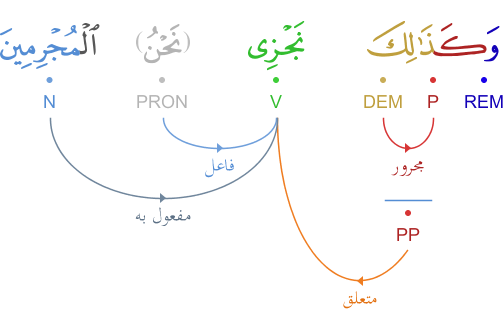 وَكَذَٰلِكَ نَجْزِى (نَحْنُ) ٱلْمُجْرِمِينَ
REM P DEM V PRON N
فاعل
مجرور
مفعول به
PP
متعلق